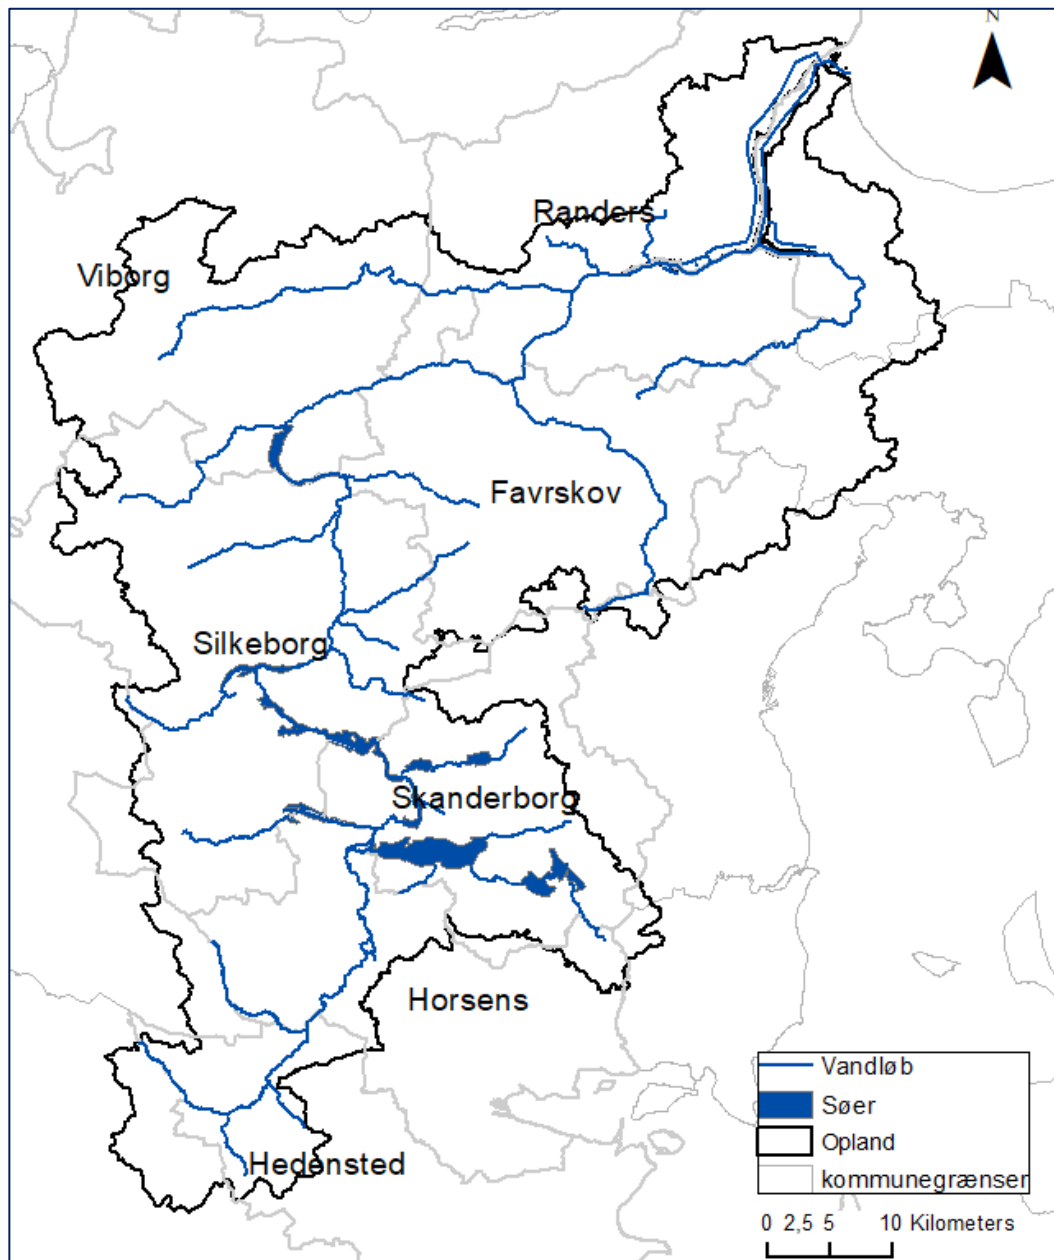 N
Randers
Viborg
Favrskov
Silkeborg
Skanderborg
Horsens
Hedensted
Vandløb
Søer
Opland
kommunegrænser
0 2,5 5 10 Kilometers